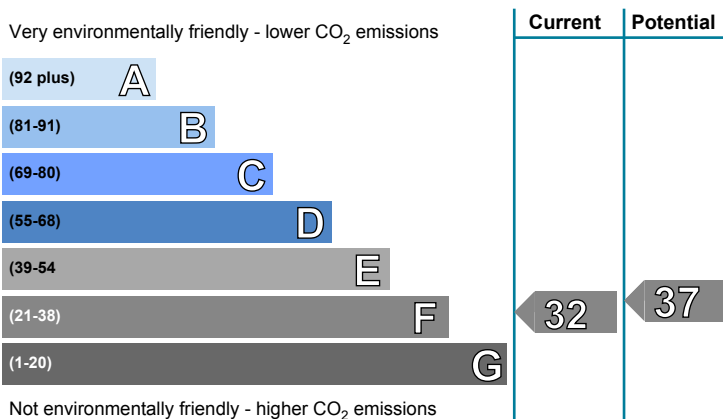 Current Potential
Very environmentally friendly - lower CO₂ emissions
(92 plus) A
(81-91) B
(69-80) C
(55-68) D
(39-54 E
(21-38) F 32 37
(1-20) G
Not environmentally friendly - higher CO₂ emissions